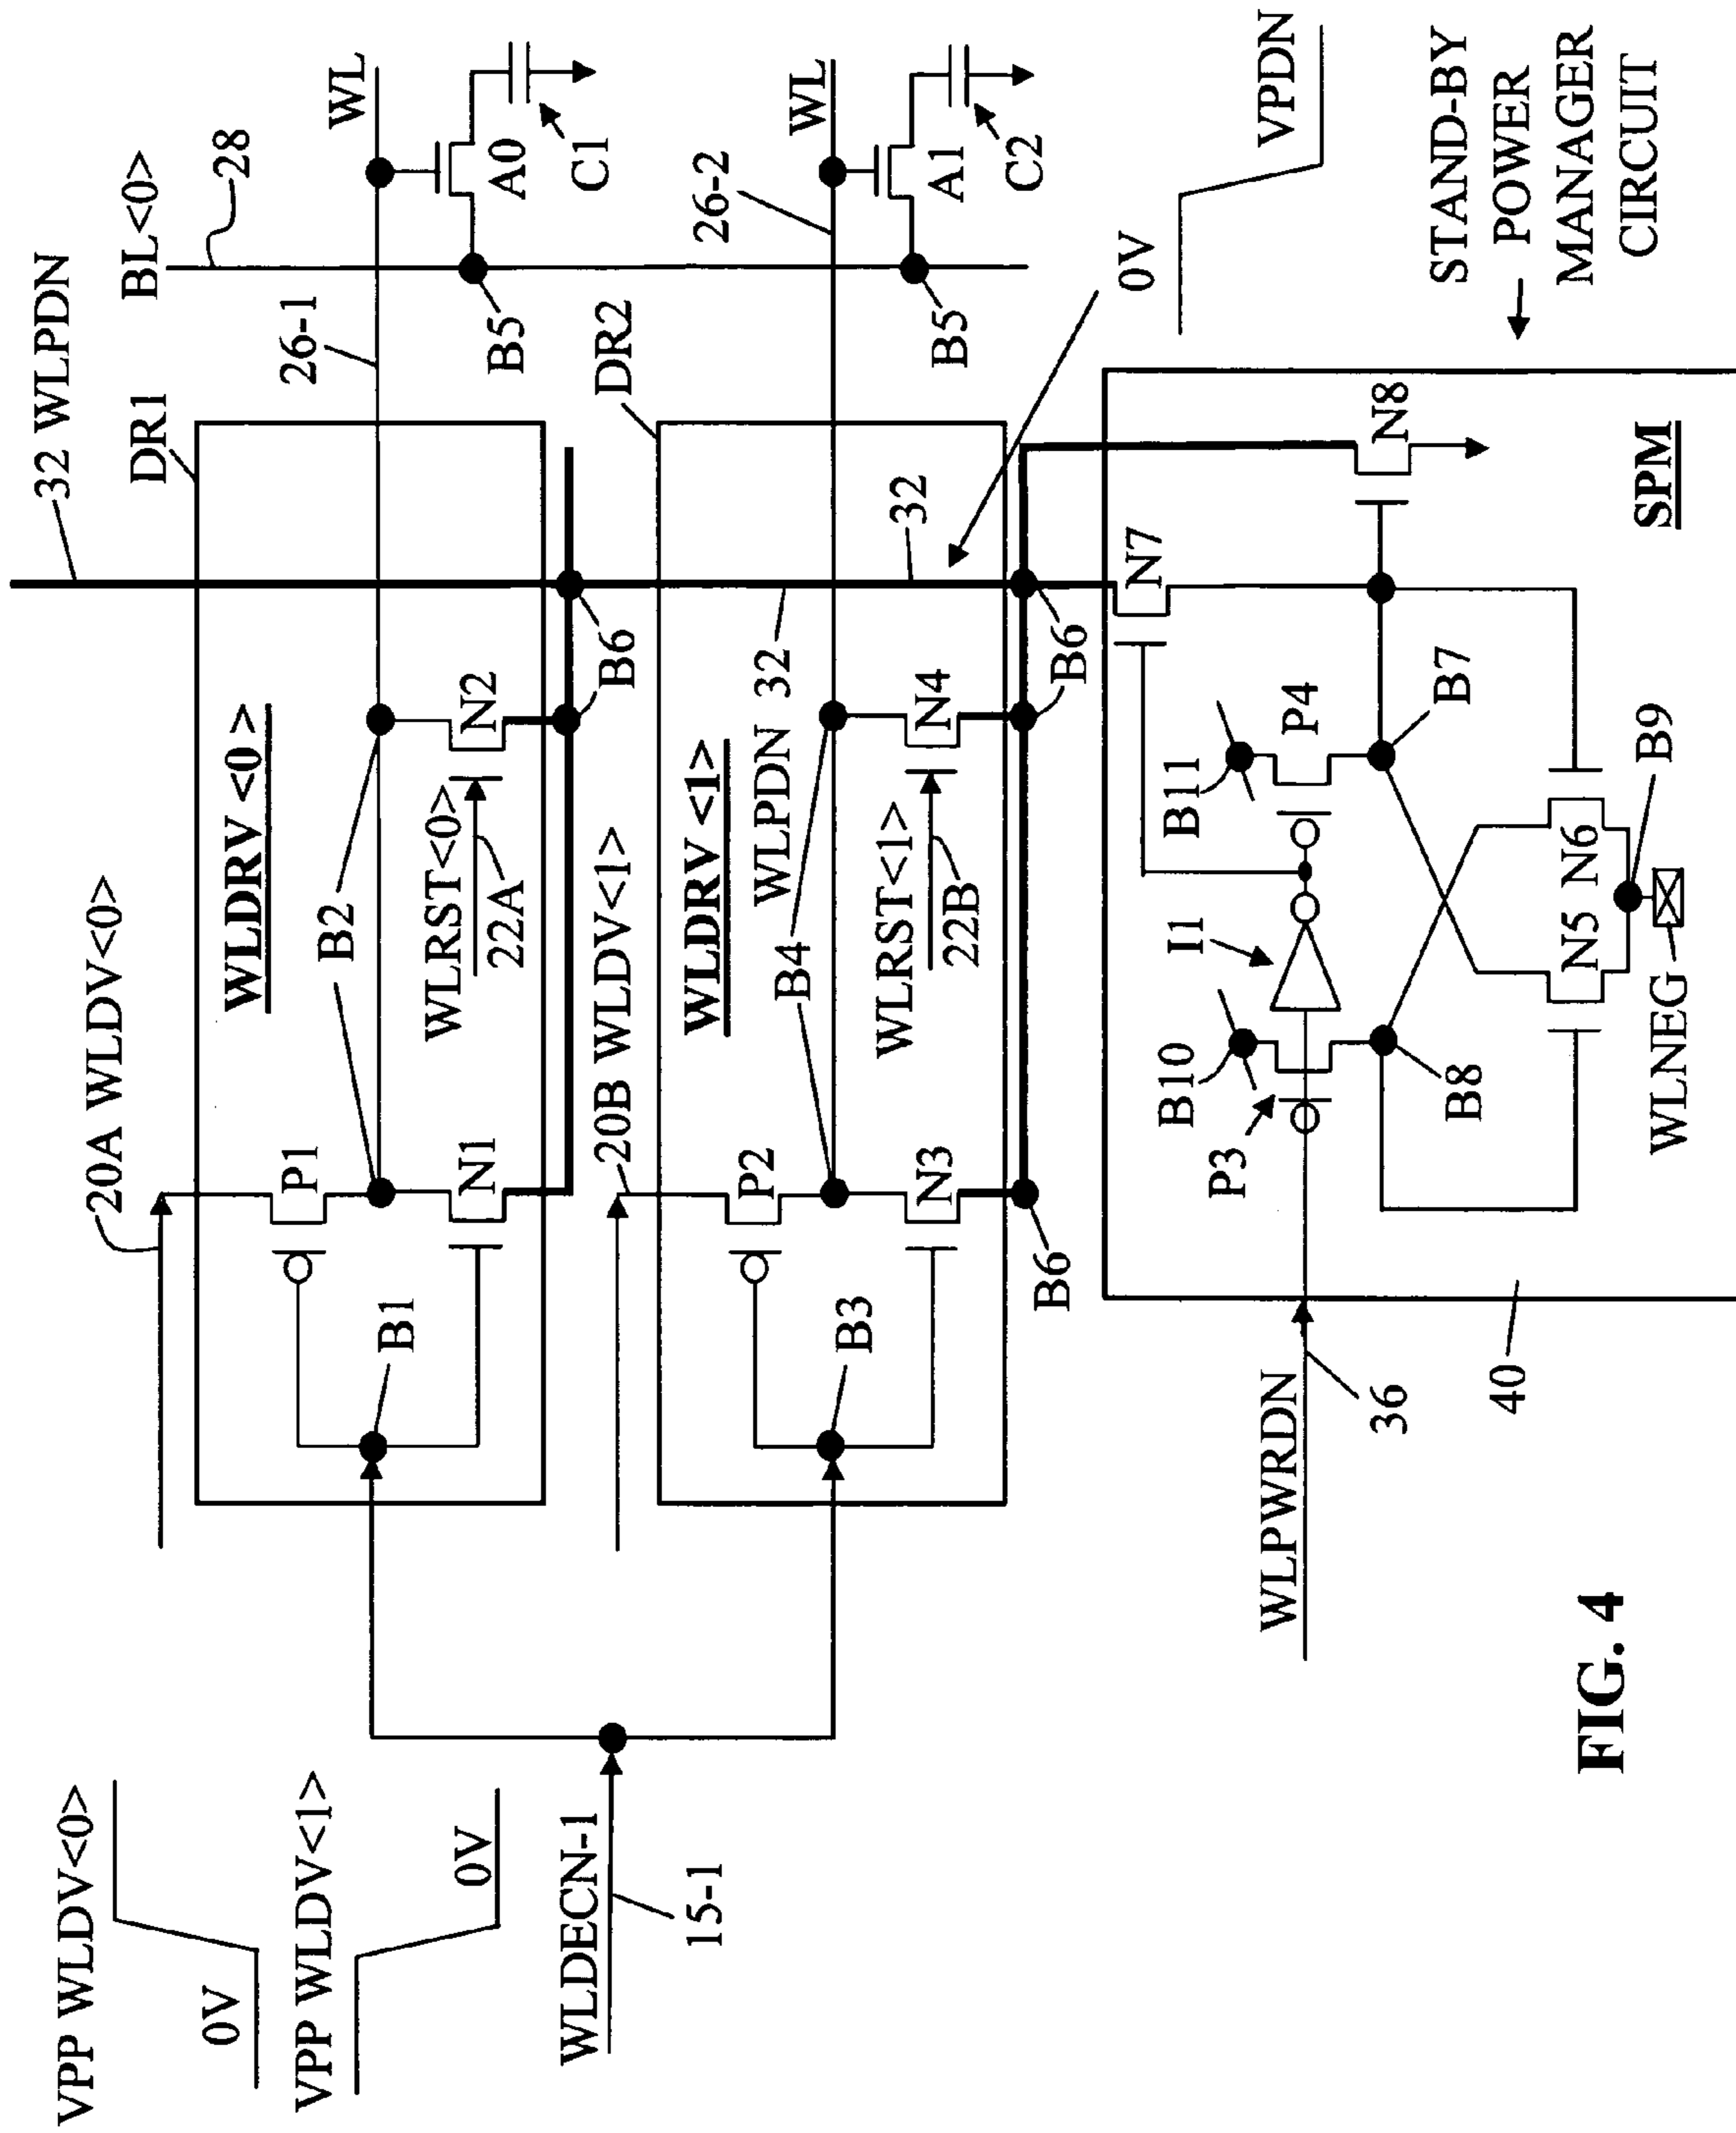 VPP WLDV<0>
0V
VPP WLDV<1>
0V
WLDECN-1
15-1
20A WLDV<0>
WLDRV <0>
DR1
32 WLPDN
BL<0>
28
26-1
WL
P1
B1
N1
B2
WLRST<0>
22A
N2
B6
B5
A0
C1
20B WLDV<1>
WLDRV <1>
WLPDN 32
DR2
32
26-2
WL
P2
B3
N3
B4
WLRST<1>
22B
N4
B6
B6
B5
A1
C2
0V
VPDN
WLPWRDN
36
40
P3
B10
I1
B11
P4
N7
N8
B8
B7
N5
N6
B9
WLNEG
SPM
STAND-BY
POWER
MANAGER
CIRCUIT
FIG. 4